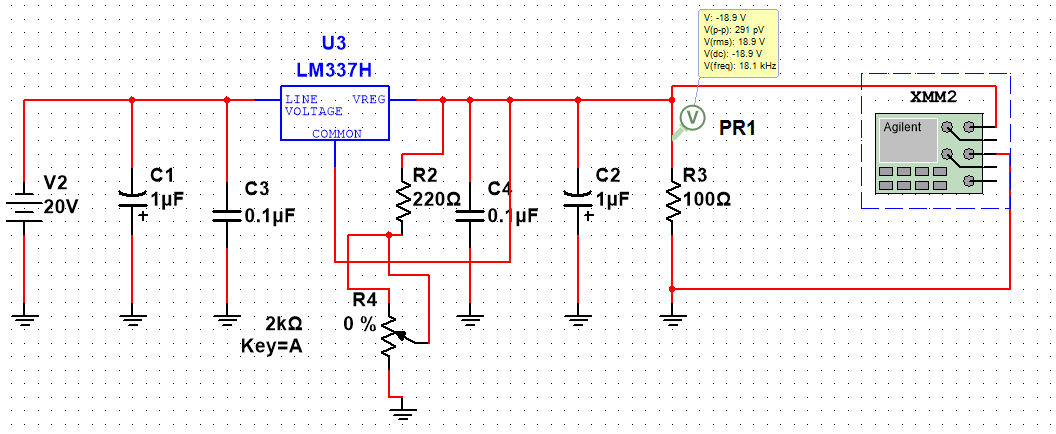 V: -18.9 V
V(p-p): 291 pV
V(rms): 18.9 V
V(dc): -18.9 V
V(freq): 18.1 kHz
U3
LM337H
LINE VREG
VOLTAGE
COMMON
XMM2
Agilent
V
PR1
V2
20V
C1
1µF
+
C3
0.1µF
R2
220Ω
C4
0.1µF
C2
1µF
+
R3
100Ω
R4
2kΩ 0 %
Key=A